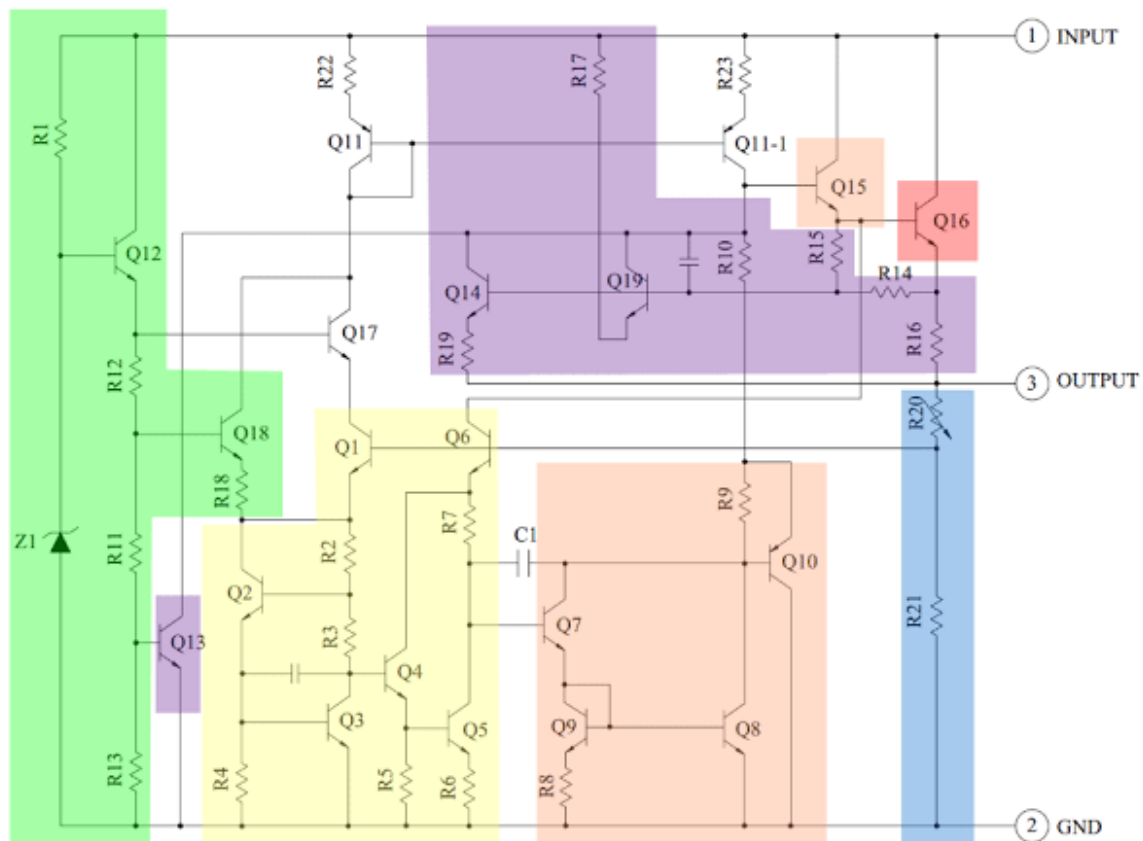 1 INPUT
R22
R17
R23
R1
Q11
Q11-1
Q15
Q16
Q12
R10
R15
R14
Q14
Q19
Q17
R19
R16
R12
3 OUTPUT
R20
Q18
Q1
Q6
R18
R7
C1
R9
Z1
R11
R2
Q10
Q2
R21
R3
Q13
Q7
Q4
Q3
Q5
Q9
Q8
R13
R4
R5
R6
R8
2 GND